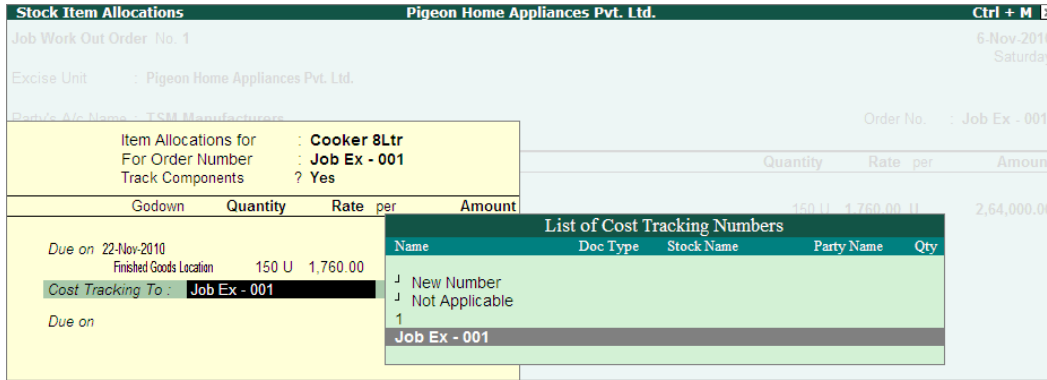 Stock Item Allocations Pigeon Home Appliances Pvt. Ltd. Ctrl + M
Job Work Out Order No. 1 6-Nov-2010
Saturday
Excise Unit : Pigeon Home Appliances Pvt. Ltd.
Party's A/c Name : TSM Manufacturers Order No. : Job Ex - 001
Item Allocations for : Cooker 8Ltr
For Order Number : Job Ex - 001
Track Components ? Yes
Quantity Rate per Amount
Godown Quantity Rate per Amount
150 U 1,760.00 U 2,64,000.00
List of Cost Tracking Numbers
Name Doc Type Stock Name Party Name Qty
Due on 22-Nov-2010
Finished Goods Location 150 U 1,760.00
Cost Tracking To : Job Ex - 001
Due on
┘ New Number
┘ Not Applicable
1
Job Ex - 001